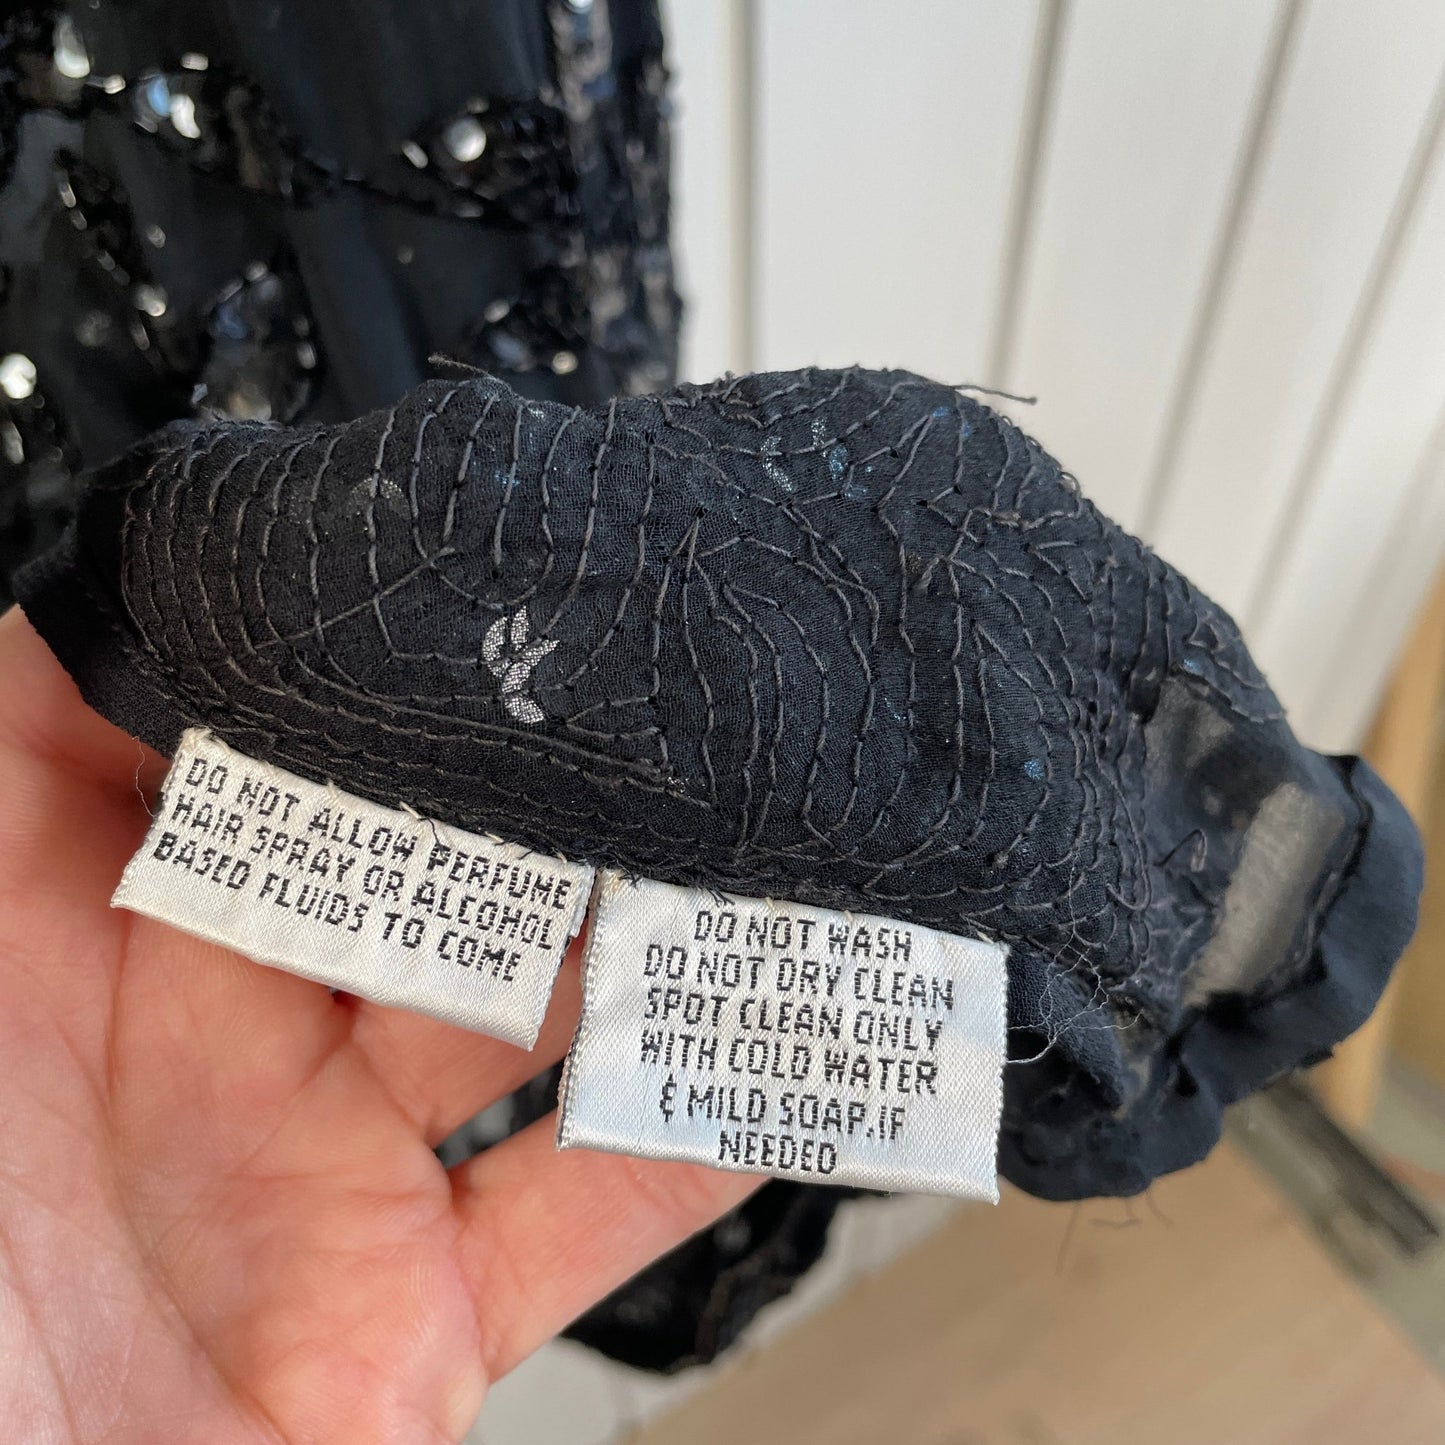 DO NOT ALLOW PERFUME
HAIR SPRAY OR ALCOHOL
BASED FLUIDS TO COME
DO NOT WASH
DO NOT DRY CLEAN
SPOT CLEAN ONLY
WITH COLD WATER
& MILD SOAP.IF
NEEDED